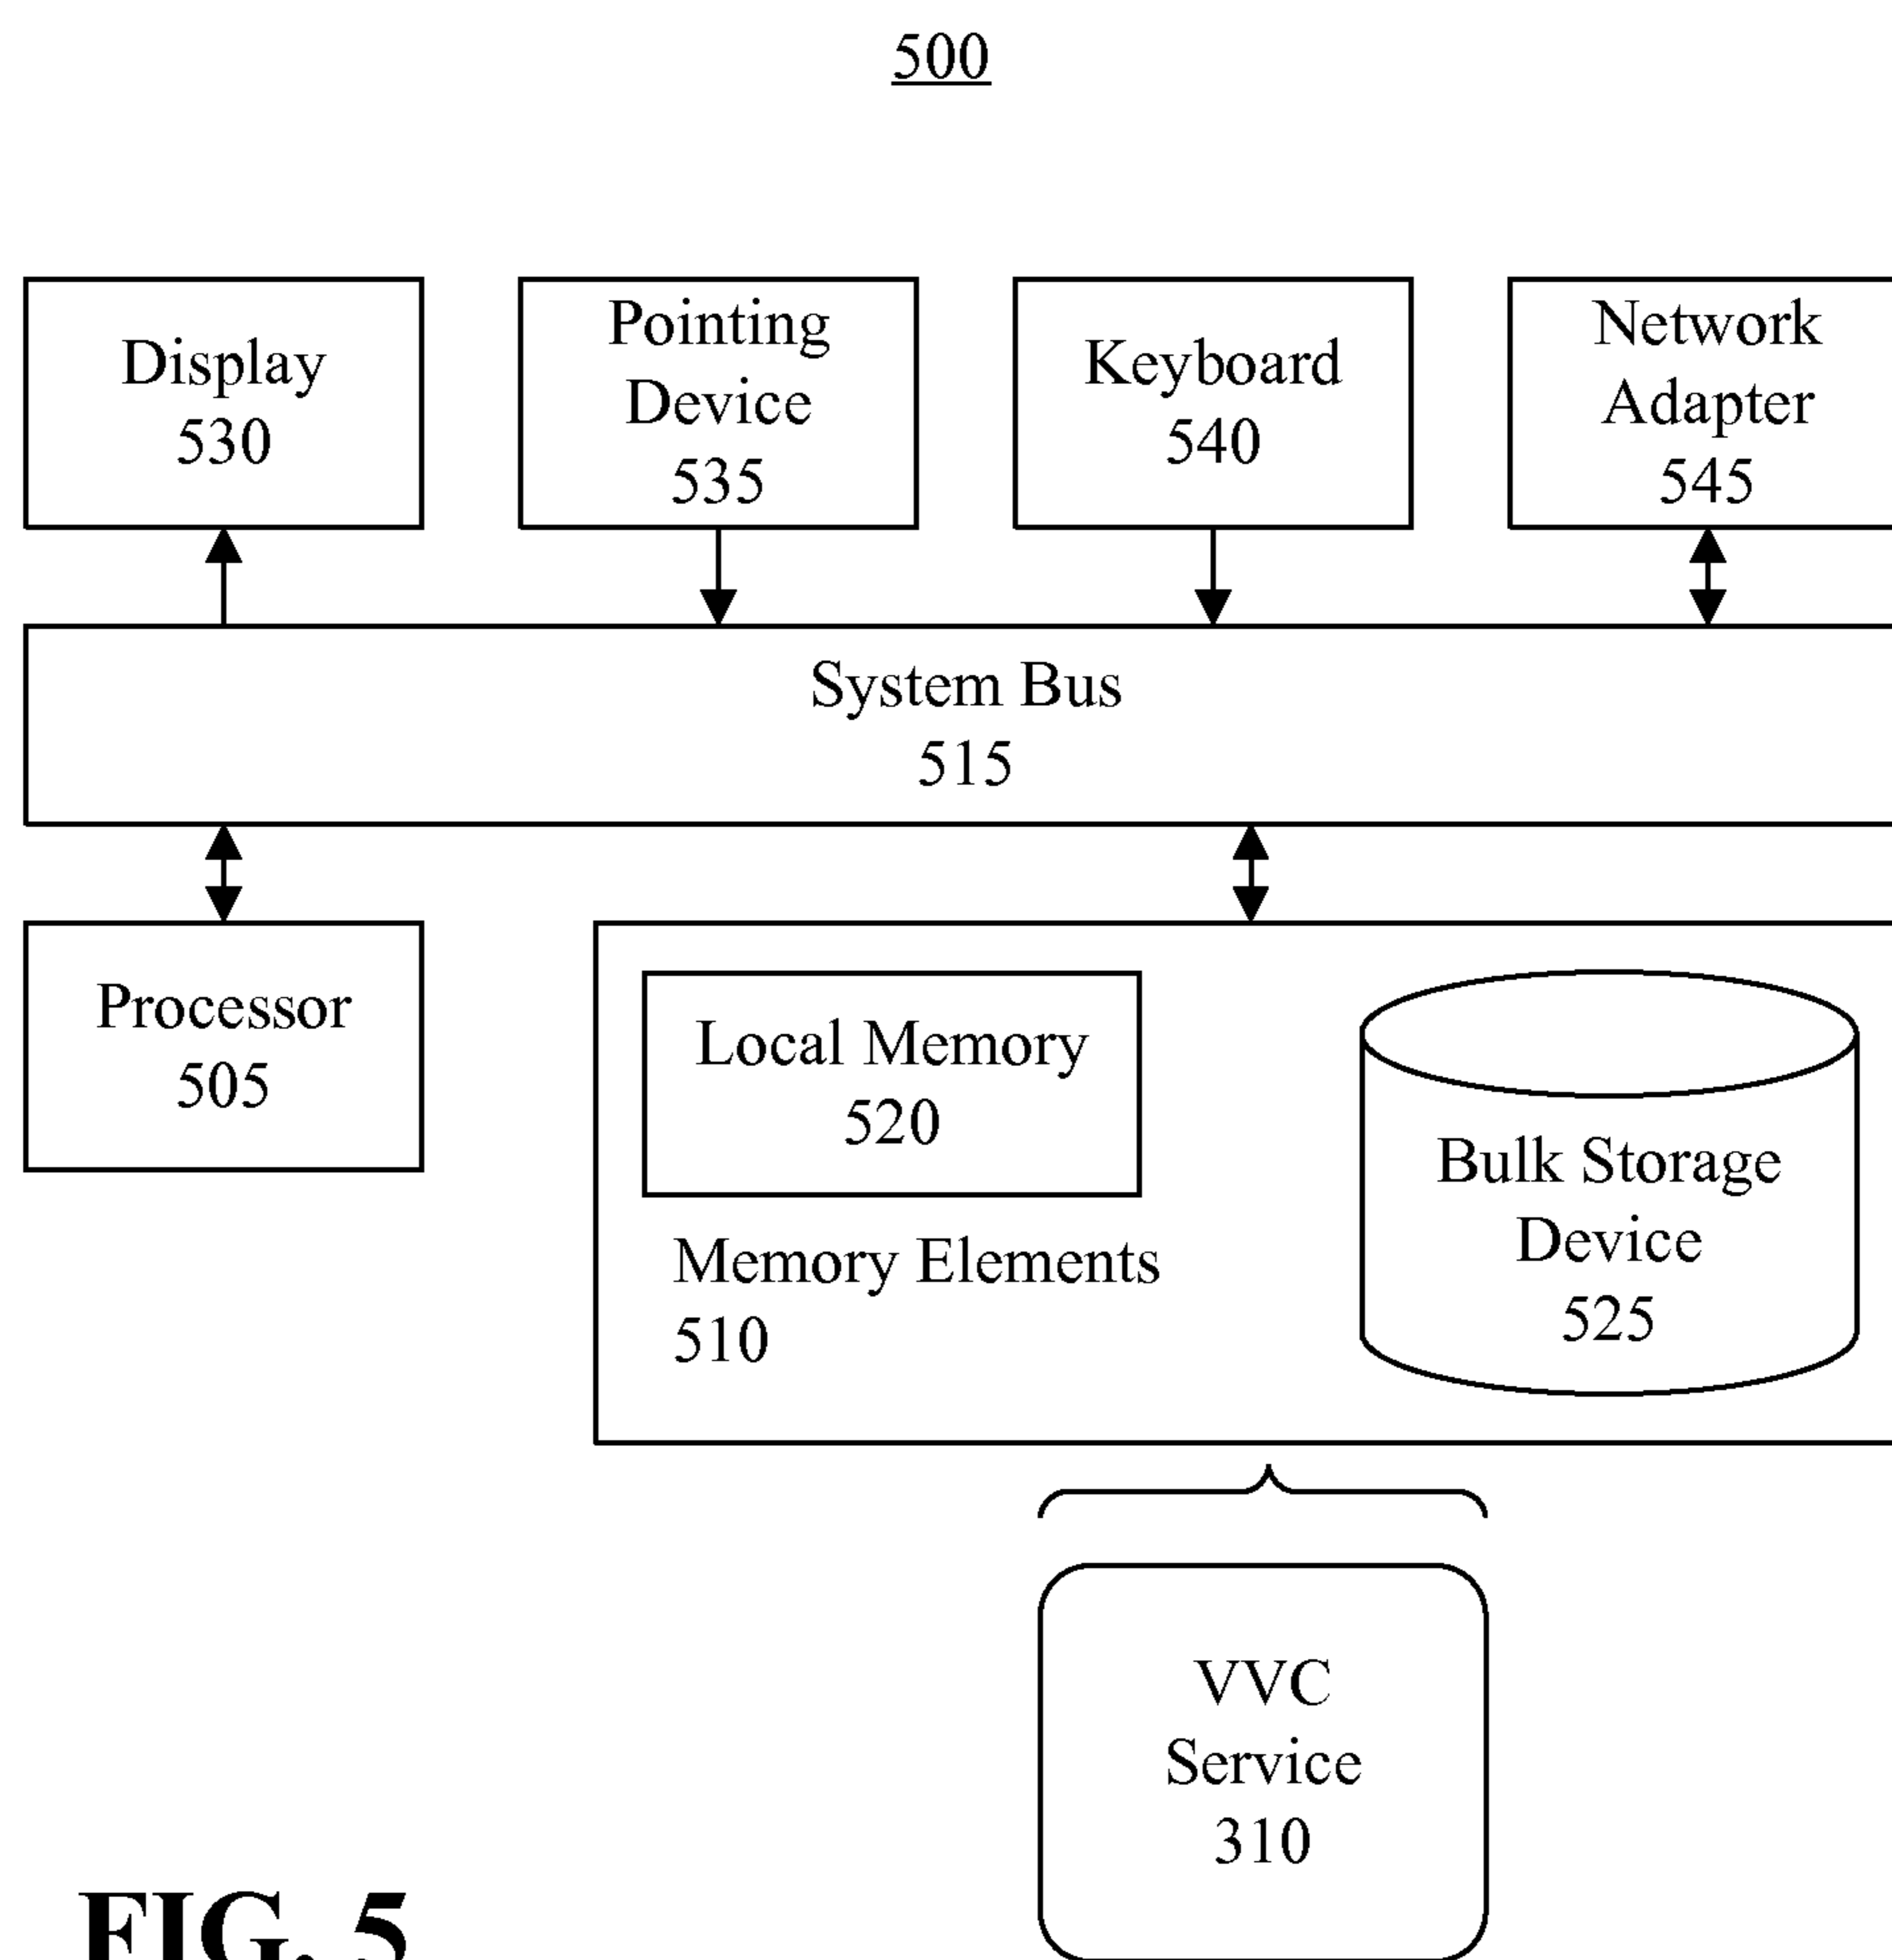 500
Display
530
Pointing
Device
535
Keyboard
540
Network
Adapter
545
System Bus
515
Processor
505
Local Memory
520
Memory Elements
510
Bulk Storage
Device
525
VVC
Service
310
FIG. 5